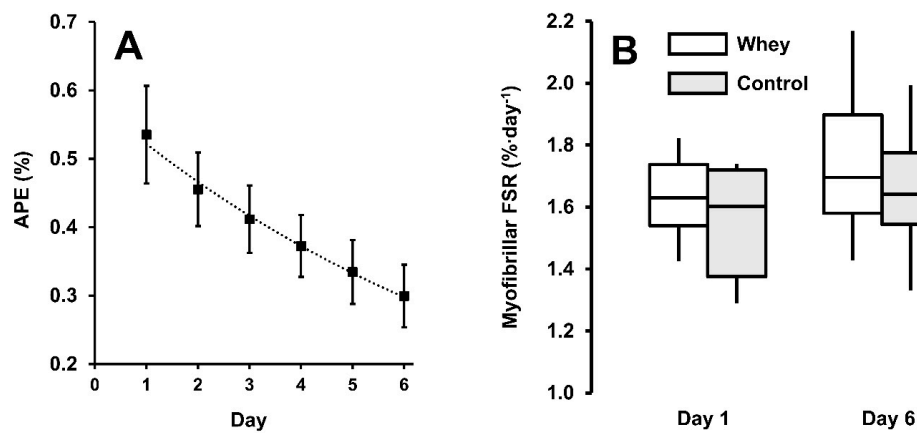 A
0.7
0.6
0.5
0.4
0.3
0.2
APE (%)
0 1 2 3 4 5 6
Day
B
Whey
Control
2.2
2.0
1.8
1.6
1.4
1.2
1.0
Myofibrillar FSR (%·day⁻¹)
Day 1 Day 6